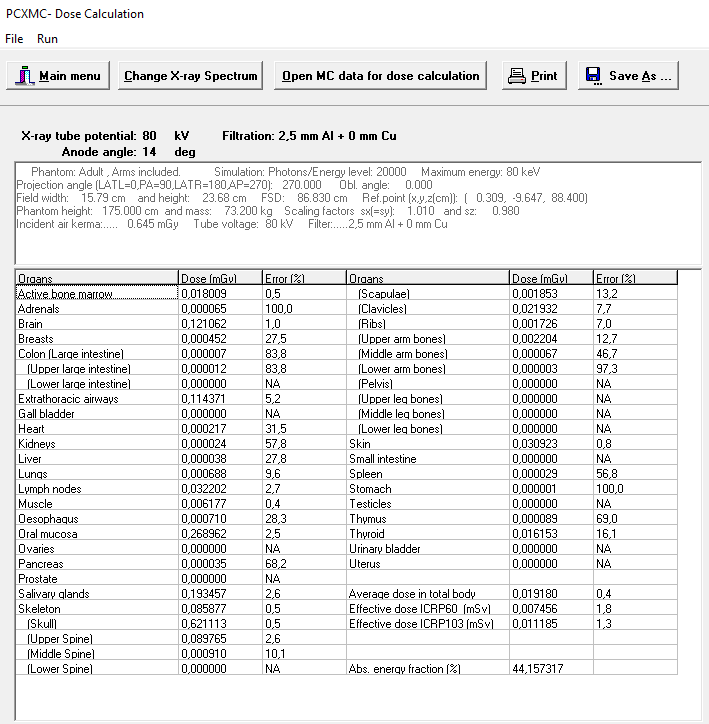 PCXMC- Dose Calculation
File Run
Main menu Change X-ray Spectrum Open MC data for dose calculation Print Save As ...
X-ray tube potential: 80 kV Filtration: 2,5 mm Al + 0 mm Cu
Anode angle: 14 deg
Phantom: Adult , Arms included. Simulation: Photons/Energy level: 20000 Maximum energy: 80 keV
Projection angle (LATL=0,PA=90,LATR=180,AP=270): 270.000 Obl. angle: 0.000
Field width: 15.79 cm and height: 23.68 cm FSD: 86.830 cm Ref.point (x,y,z(cm)): ( 0.309, -9.647, 88.400)
Phantom height: 175.000 cm and mass: 73.200 kg Scaling factors sx(=sy): 1.010 and sz: 0.980
Incident air kerma:..... 0.645 mGy Tube voltage: 80 kV Filter:.....2,5 mm Al + 0 mm Cu
Organs Dose (mGy) Error (%) Organs Dose (mGy) Error (%)
Active bone marrow 0,018009 0,5 (Scapulae) 0,001853 13,2
Adrenals 0,000065 100,0 (Clavicles) 0,021932 7,7
Brain 0,121062 1,0 (Ribs) 0,001726 7,0
Breasts 0,000452 27,5 (Upper arm bones) 0,002204 12,7
Colon (Large intestine) 0,000007 83,8 (Middle arm bones) 0,000067 46,7
(Upper large intestine) 0,000012 83,8 (Lower arm bones) 0,000003 97,3
(Lower large intestine) 0,000000 NA (Pelvis) 0,000000 NA
Extrathoracic airways 0,114371 5,2 (Upper leg bones) 0,000000 NA
Gall bladder 0,000000 NA (Middle leg bones) 0,000000 NA
Heart 0,000217 31,5 (Lower leg bones) 0,000000 NA
Kidneys 0,000024 57,8 Skin 0,030923 0,8
Liver 0,000038 27,8 Small intestine 0,000000 NA
Lungs 0,000688 9,6 Spleen 0,000029 56,8
Lymph nodes 0,032202 2,7 Stomach 0,000001 100,0
Muscle 0,006177 0,4 Testicles 0,000000 NA
Oesophagus 0,000710 28,3 Thymus 0,000089 69,0
Oral mucosa 0,268962 2,5 Thyroid 0,016153 16,1
Ovaries 0,000000 NA Urinary bladder 0,000000 NA
Pancreas 0,000035 68,2 Uterus 0,000000 NA
Prostate 0,000000 NA
Salivary glands 0,193457 2,6 Average dose in total body 0,019180 0,4
Skeleton 0,085877 0,5 Effective dose ICRP60 (mSv) 0,007456 1,8
(Skull) 0,621113 0,5 Effective dose ICRP103 (mSv) 0,011185 1,3
(Upper Spine) 0,089765 2,6
(Middle Spine) 0,000910 10,1
(Lower Spine) 0,000000 NA Abs. energy fraction (%) 44,157317